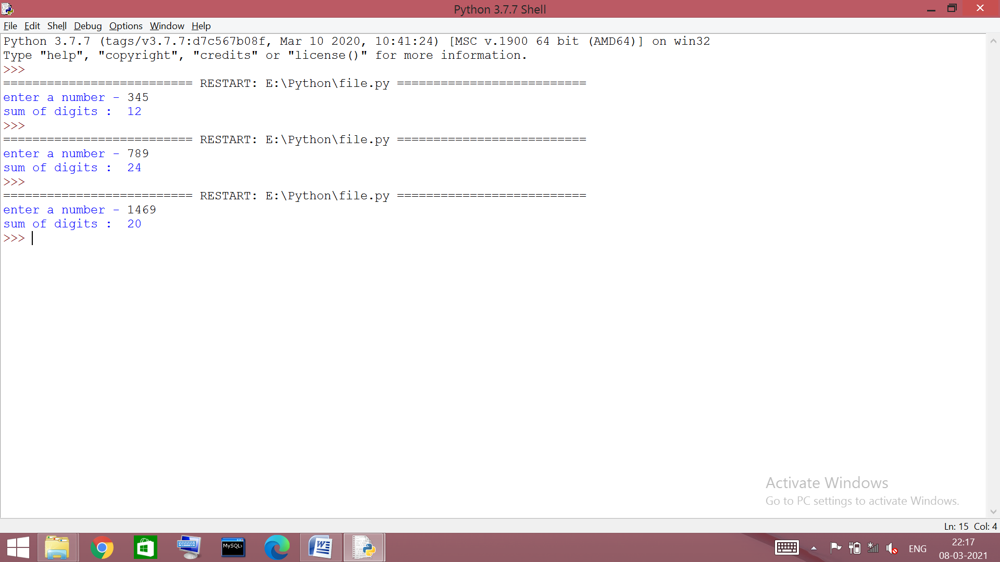 Python 3.7.7 Shell
File Edit Shell Debug Options Window Help
Python 3.7.7 (tags/v3.7.7:d7c567b08f, Mar 10 2020, 10:41:24) [MSC v.1900 64 bit (AMD64)] on win32
Type "help", "copyright", "credits" or "license()" for more information.
>>>
========================== RESTART: E:\Python\file.py ==========================
enter a number - 345
sum of digits :  12
>>>
========================== RESTART: E:\Python\file.py ==========================
enter a number - 789
sum of digits :  24
>>>
========================== RESTART: E:\Python\file.py ==========================
enter a number - 1469
sum of digits :  20
>>>
Activate Windows
Go to PC settings to activate Windows.
Ln: 15 Col: 4
MySQL>
W
ENG
22:17
08-03-2021